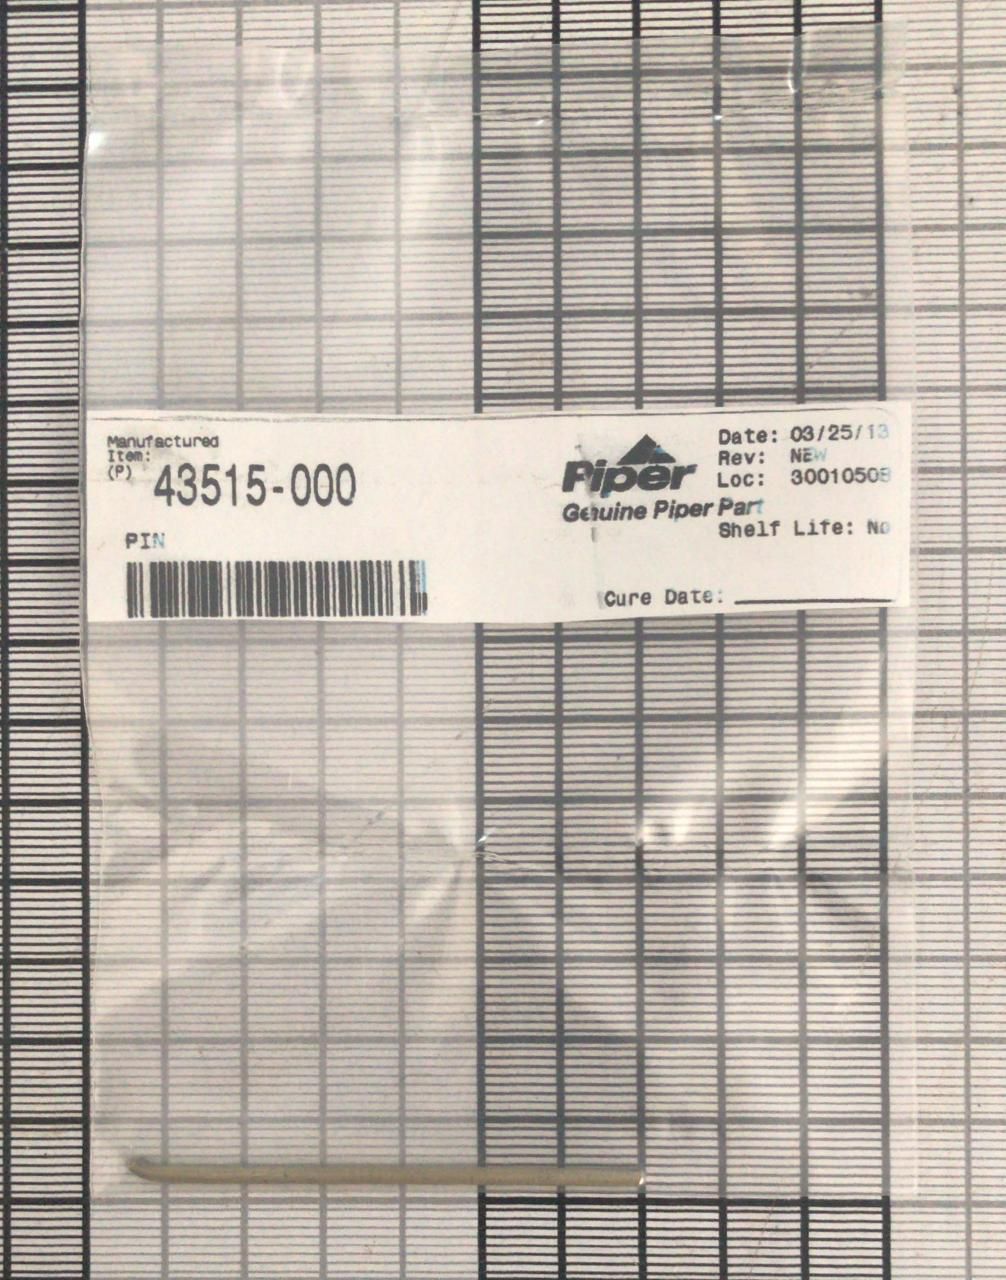 Manufactured
Item:
(P) 43515-000
PIN
Piper
Genuine Piper Part
Date: 03/25/13
Rev: NEW
Loc: 3001050
Shelf Life: No
Cure Date: